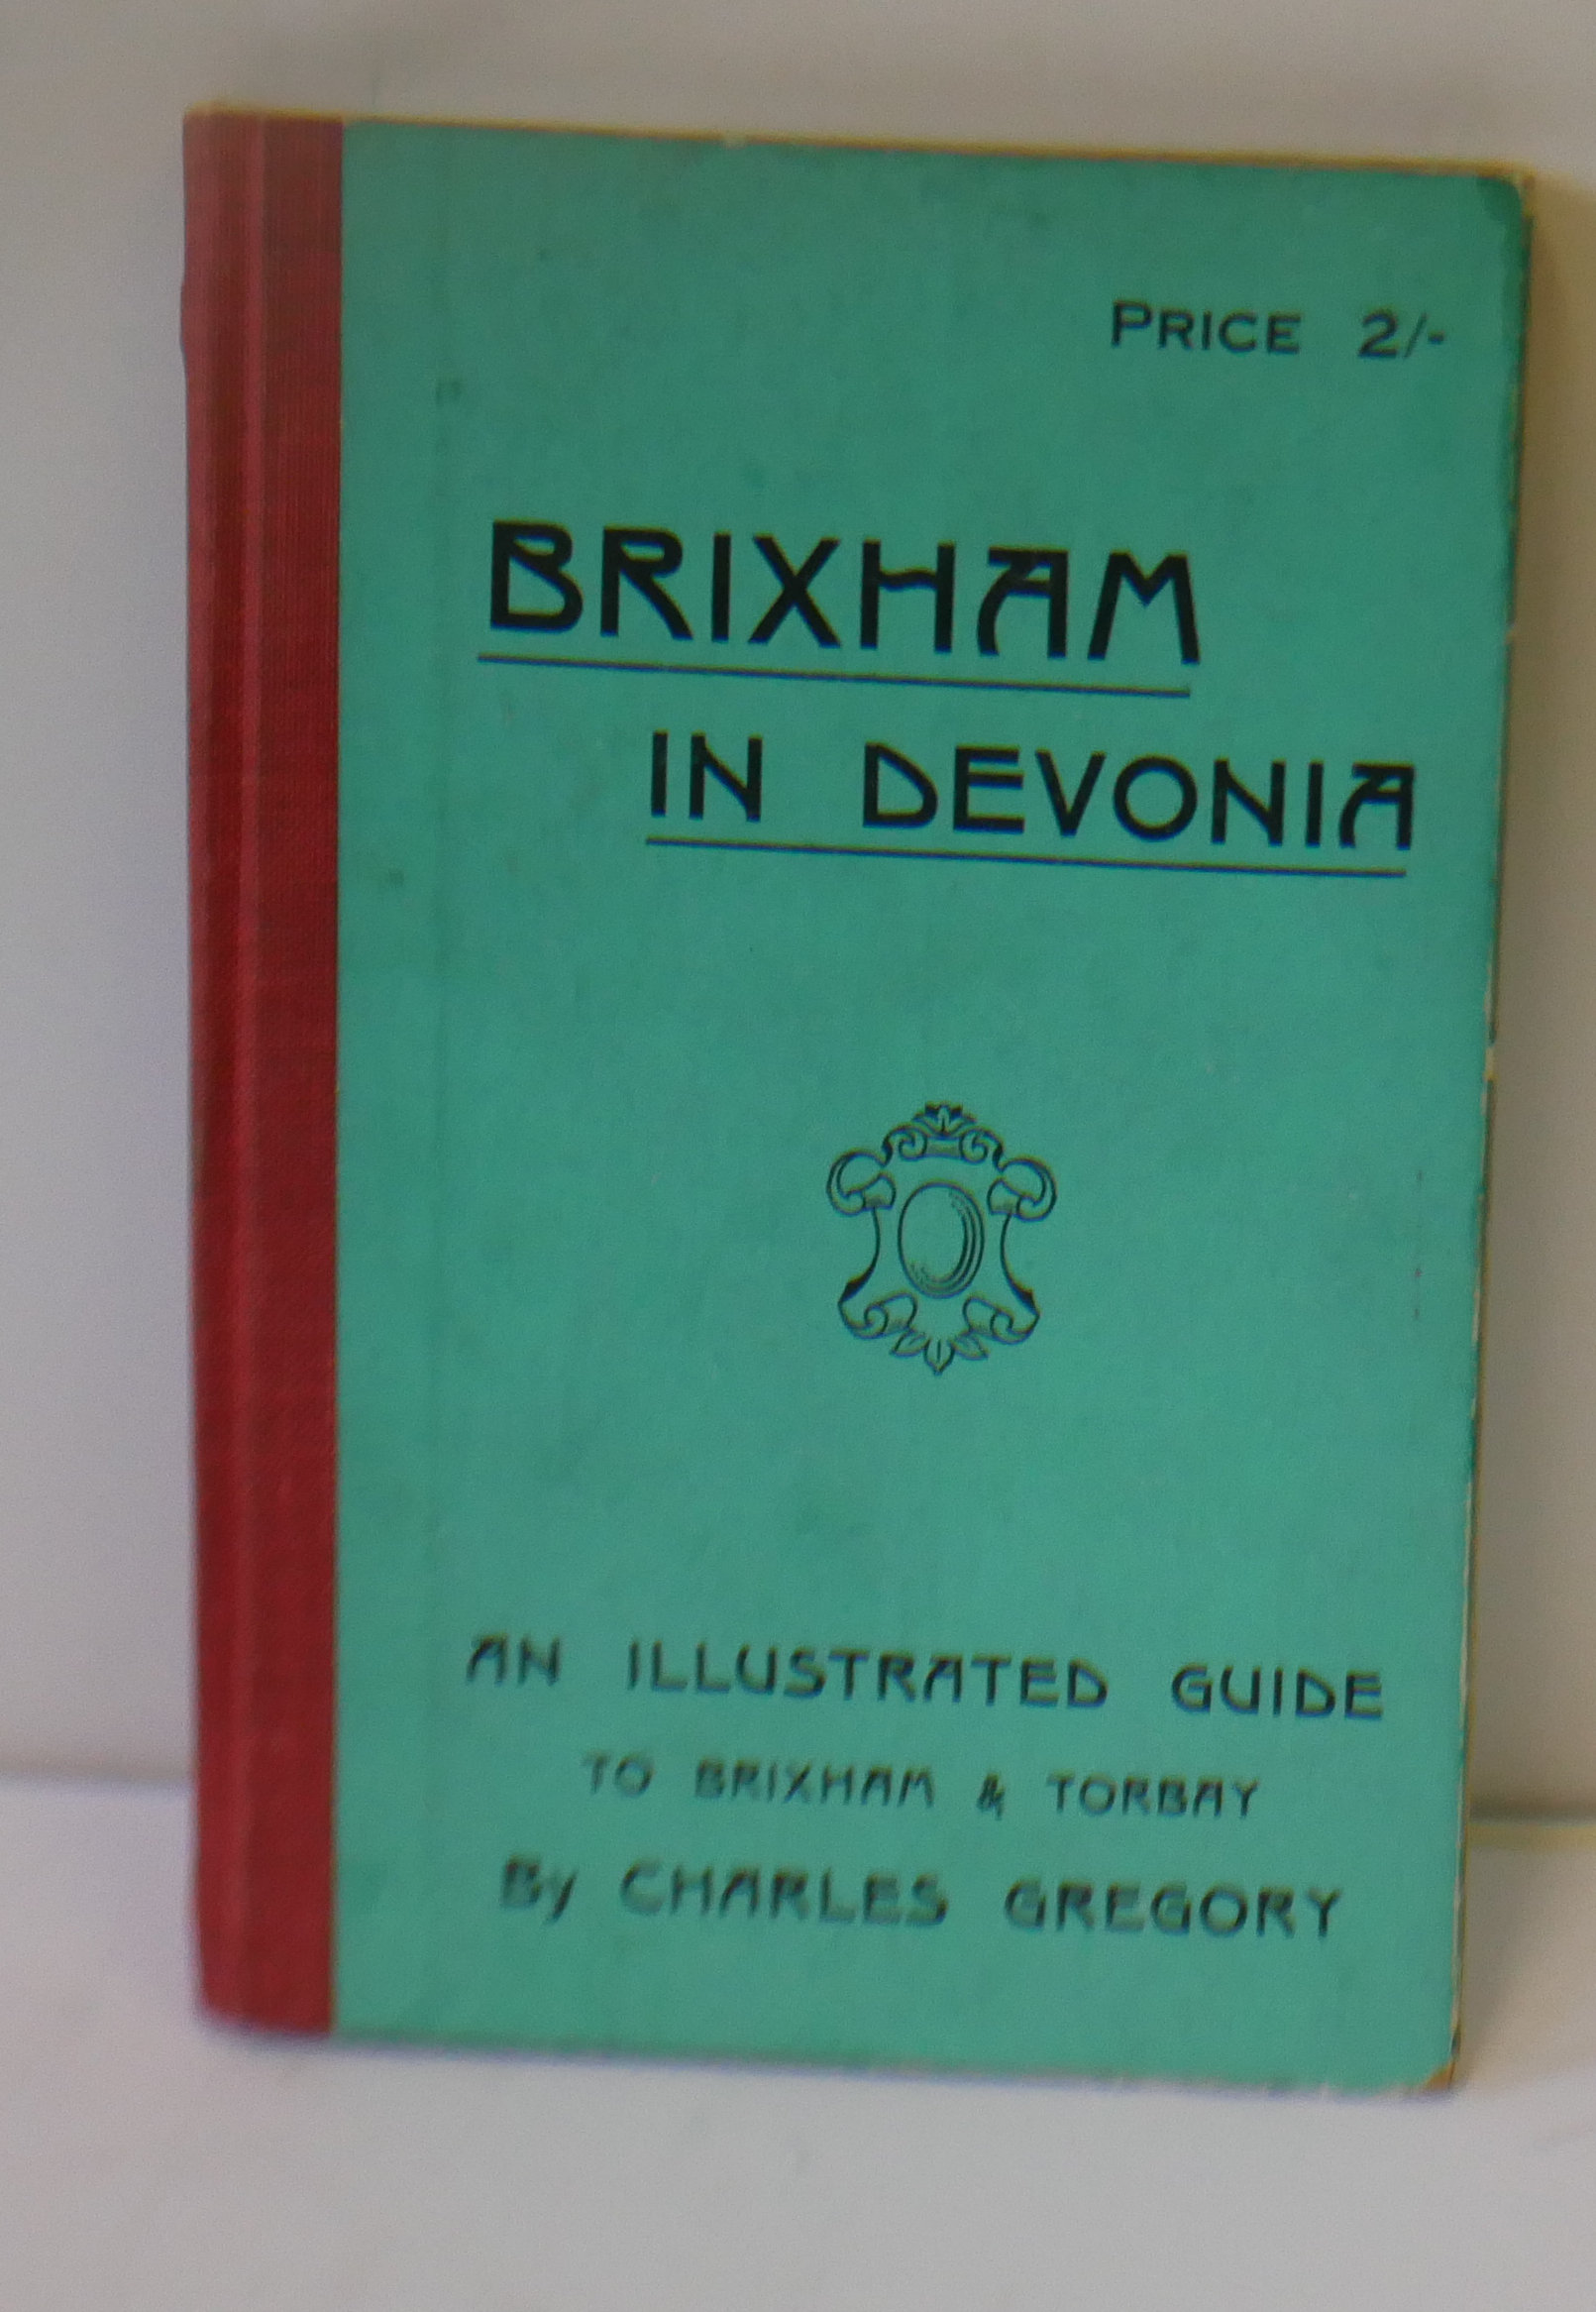 PRICE 2/-
BRIXHAM
IN DEVONIA
AN ILLUSTRATED GUIDE
TO BRIXHAM & TORBAY
By CHARLES GREGORY